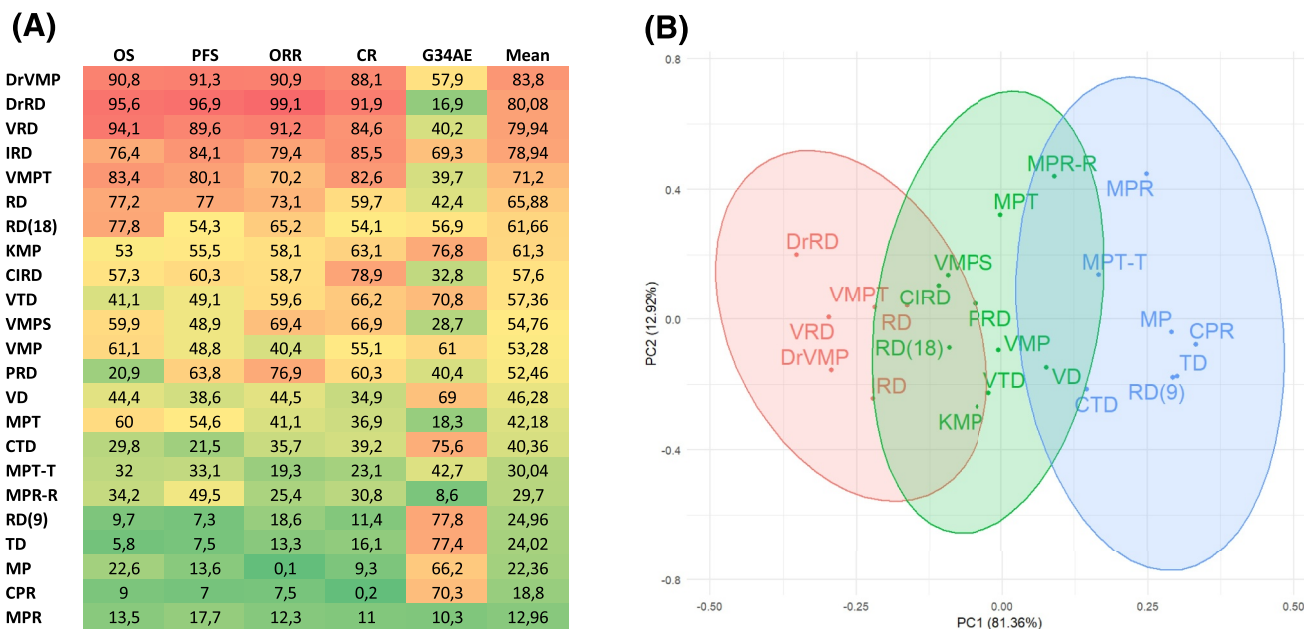 (A)
OS PFS ORR CR G34AE Mean
DrVMP 90,8 91,3 90,9 88,1 57,9 83,8
DrRD 95,6 96,9 99,1 91,9 16,9 80,08
VRD 94,1 89,6 91,2 84,6 40,2 79,94
IRD 76,4 84,1 79,4 85,5 69,3 78,94
VMPT 83,4 80,1 70,2 82,6 39,7 71,2
RD 77,2 77 73,1 59,7 42,4 65,88
RD(18) 77,8 54,3 65,2 54,1 56,9 61,66
KMP 53 55,5 58,1 63,1 76,8 61,3
CIRD 57,3 60,3 58,7 78,9 32,8 57,6
VTD 41,1 49,1 59,6 66,2 70,8 57,36
VMPS 59,9 48,9 69,4 66,9 28,7 54,76
VMP 61,1 48,8 40,4 55,1 61 53,28
PRD 20,9 63,8 76,9 60,3 40,4 52,46
VD 44,4 38,6 44,5 34,9 69 46,28
MPT 60 54,6 41,1 36,9 18,3 42,18
CTD 29,8 21,5 35,7 39,2 75,6 40,36
MPT-T 32 33,1 19,3 23,1 42,7 30,04
MPR-R 34,2 49,5 25,4 30,8 8,6 29,7
RD(9) 9,7 7,3 18,6 11,4 77,8 24,96
TD 5,8 7,5 13,3 16,1 77,4 24,02
MP 22,6 13,6 0,1 9,3 66,2 22,36
CPR 9 7 7,5 0,2 70,3 18,8
MPR 13,5 17,7 12,3 11 10,3 12,96
(B)
PC2 (12.92%)
0.8
0.4
0.0
-0.4
-0.8
MPR-R
MPR
MPT
DrRD
VMPS
MPT-T
VMPT
CIRD
VRD
RD
PRD
MP
CPR
DrVMP
RD(18)
VMP
TD
RD
VTD
VD
RD(9)
CTD
KMP
-0.50 -0.25 0.00 0.25 0.50
PC1 (81.36%)